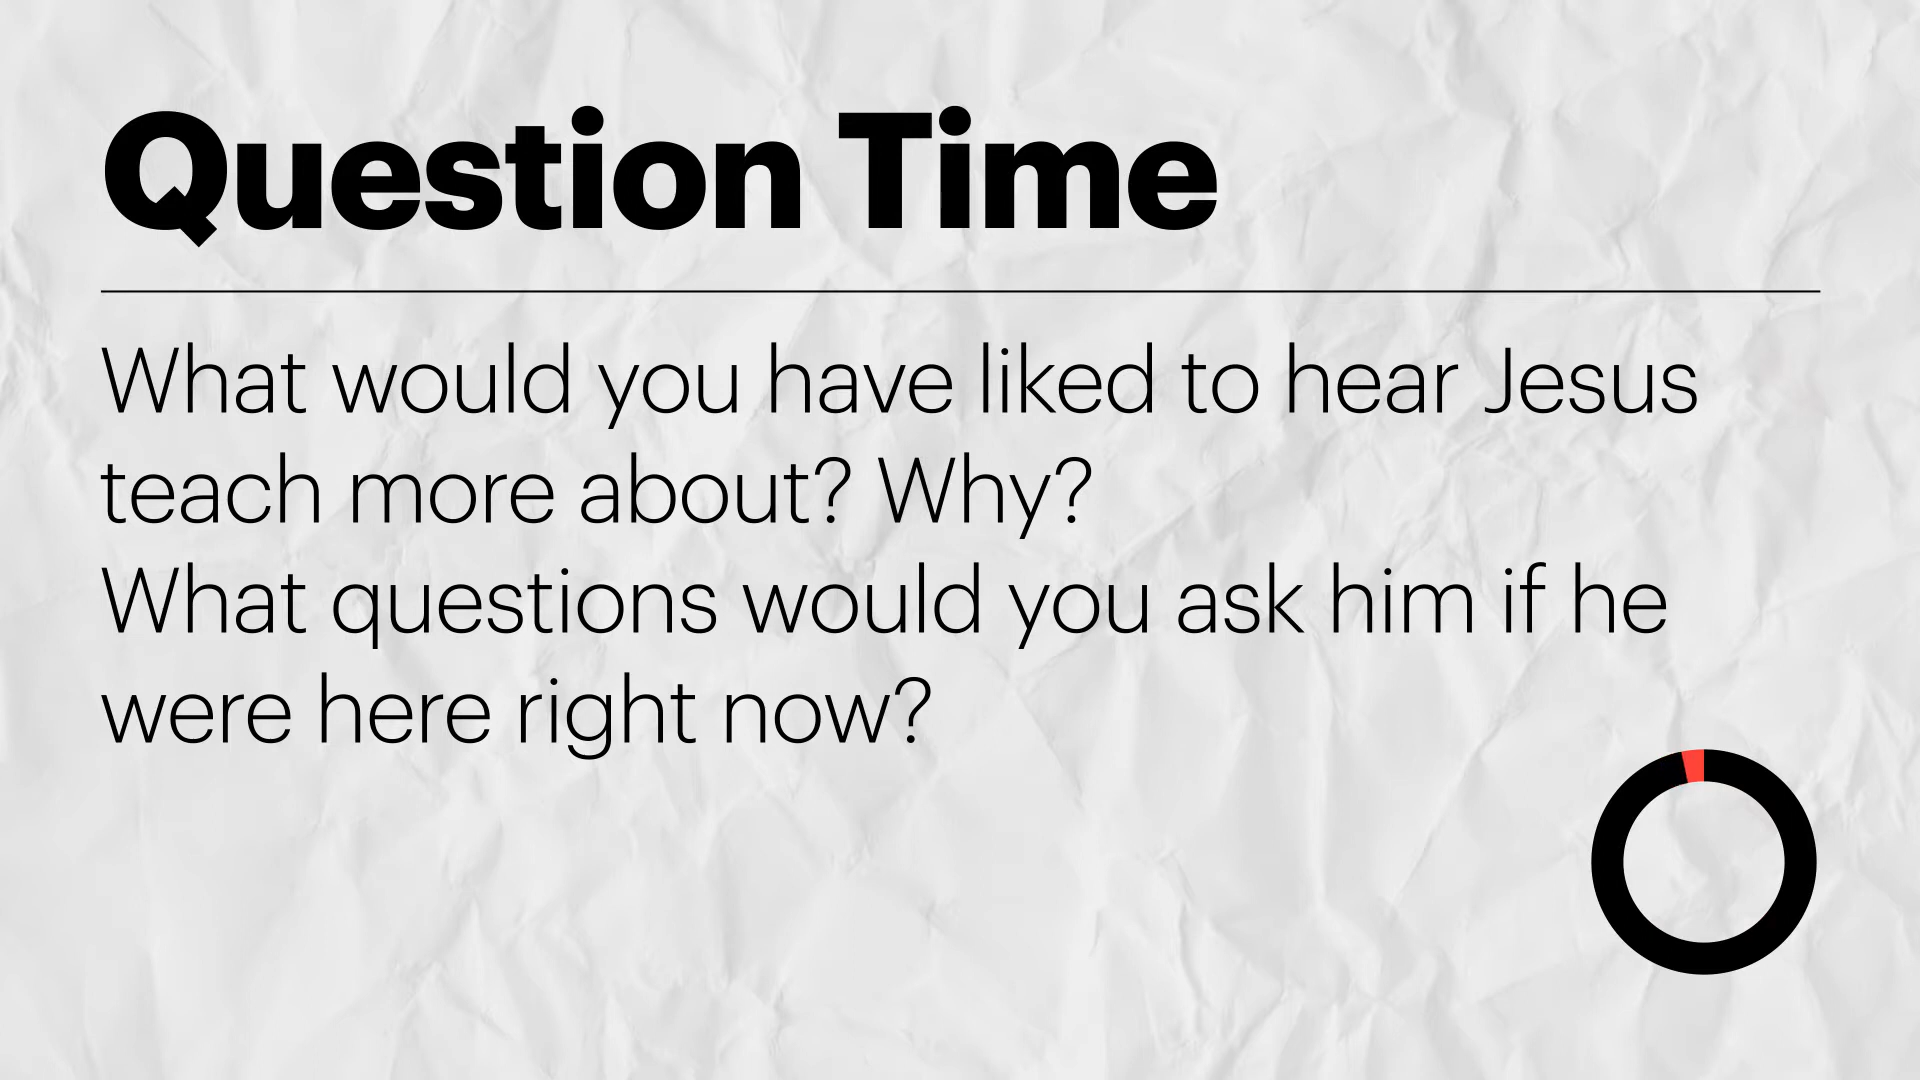 Question Time
What would you have liked to hear Jesus
teach more about? Why?
What questions would you ask him if he
were here right now?